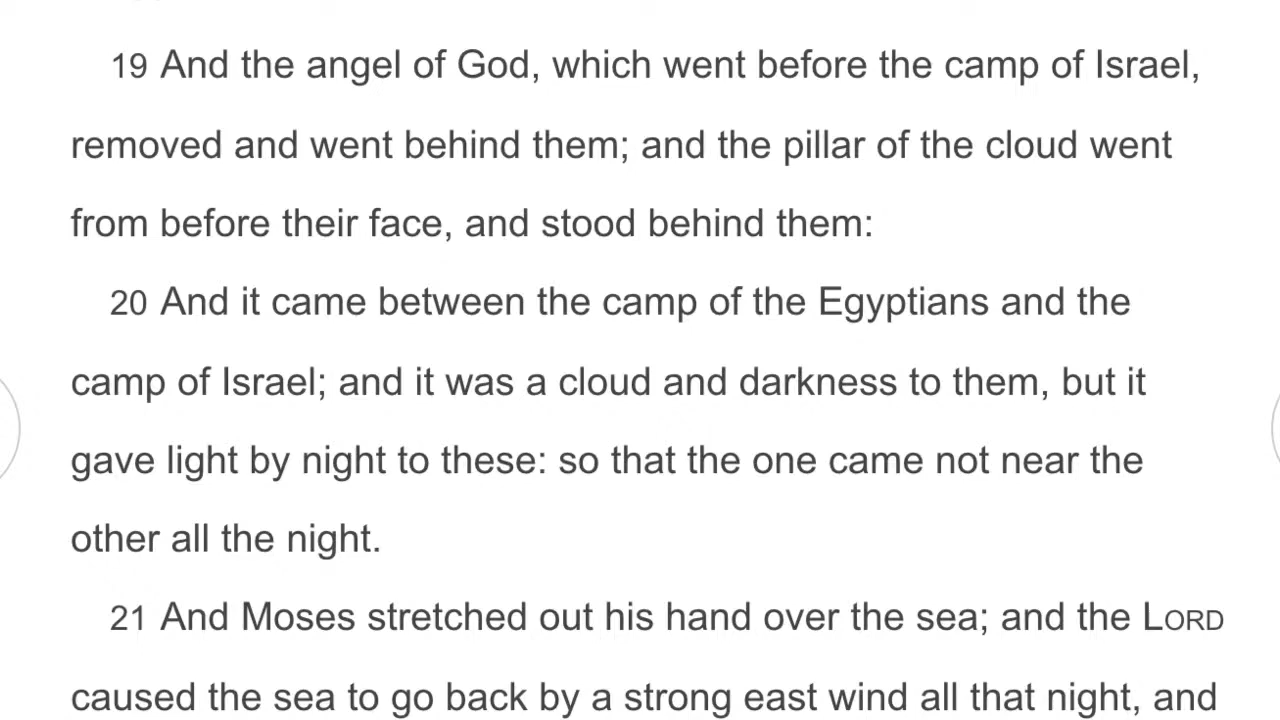 19 And the angel of God, which went before the camp of Israel,
removed and went behind them; and the pillar of the cloud went
from before their face, and stood behind them:
20 And it came between the camp of the Egyptians and the
camp of Israel; and it was a cloud and darkness to them, but it
gave light by night to these: so that the one came not near the
other all the night.
21 And Moses stretched out his hand over the sea; and the LORD
caused the sea to go back by a strong east wind all that night, and